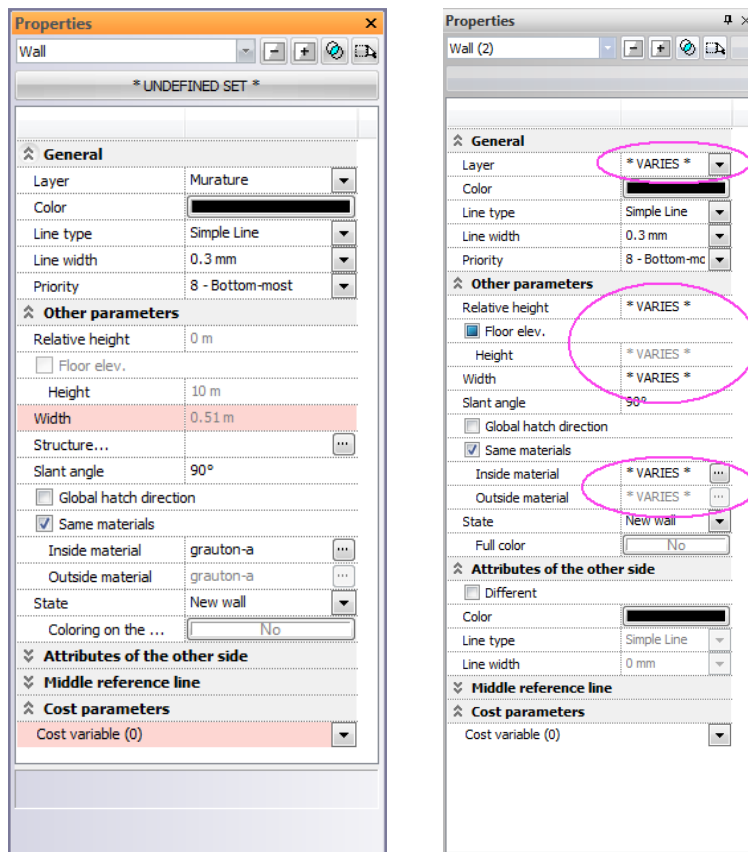 Properties
Wall
* UNDEFINED SET *
General
Layer Murature
Color
Line type Simple Line
Line width 0.3 mm
Priority 8 - Bottom-most
Other parameters
Relative height 0 m
Floor elev.
Height 10 m
Width 0.51 m
Structure... ...
Slant angle 90°
Global hatch direction
Same materials
Inside material grauton-a ...
Outside material grauton-a ...
State New wall
Coloring on the ... No
Attributes of the other side
Middle reference line
Cost parameters
Cost variable (0)
Properties
Wall (2)
General
Layer * VARIES *
Color
Line type Simple Line
Line width 0.3 mm
Priority 8 - Bottom-mo
Other parameters
Relative height * VARIES *
Floor elev.
Height * VARIES *
Width * VARIES *
Slant angle 90°
Global hatch direction
Same materials
Inside material * VARIES * ...
Outside material * VARIES * ...
State New wall
Full color No
Attributes of the other side
Different
Color
Line type Simple Line
Line width 0 mm
Middle reference line
Cost parameters
Cost variable (0)